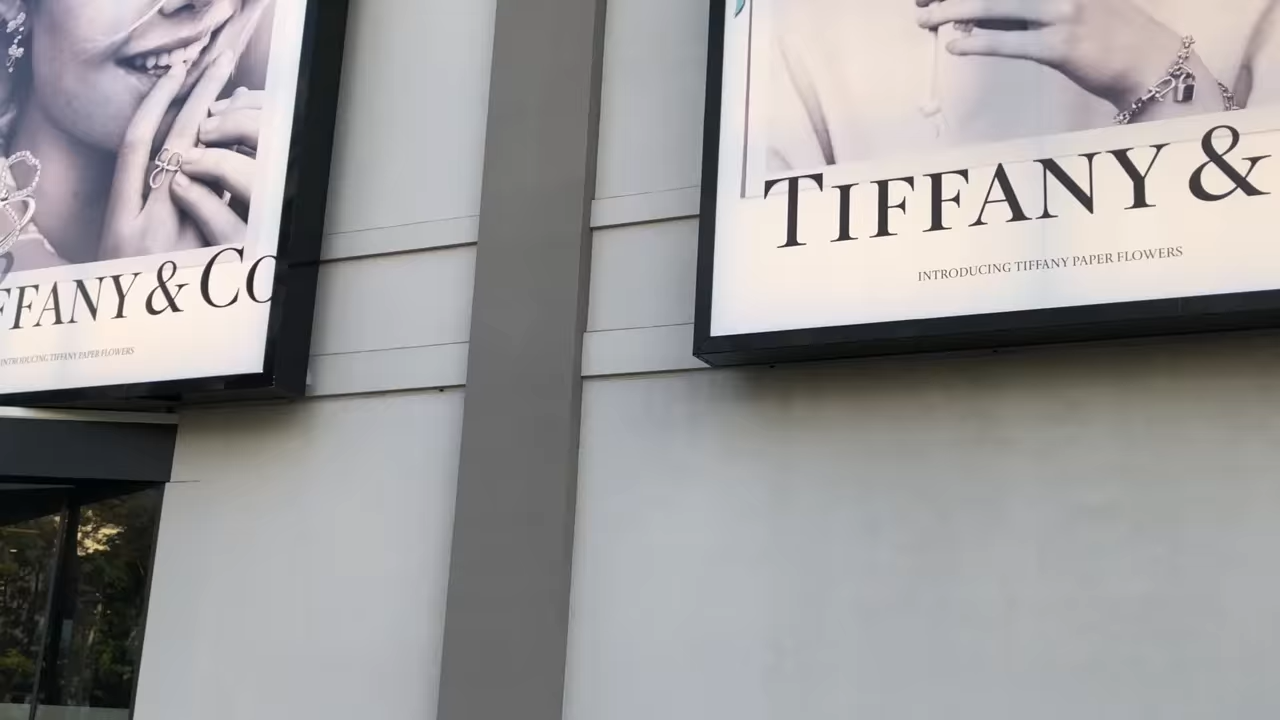 FFANY & CO
INTRODUCING TIFFANY PAPER FLOWERS
TIFFANY &
INTRODUCING TIFFANY PAPER FLOWERS